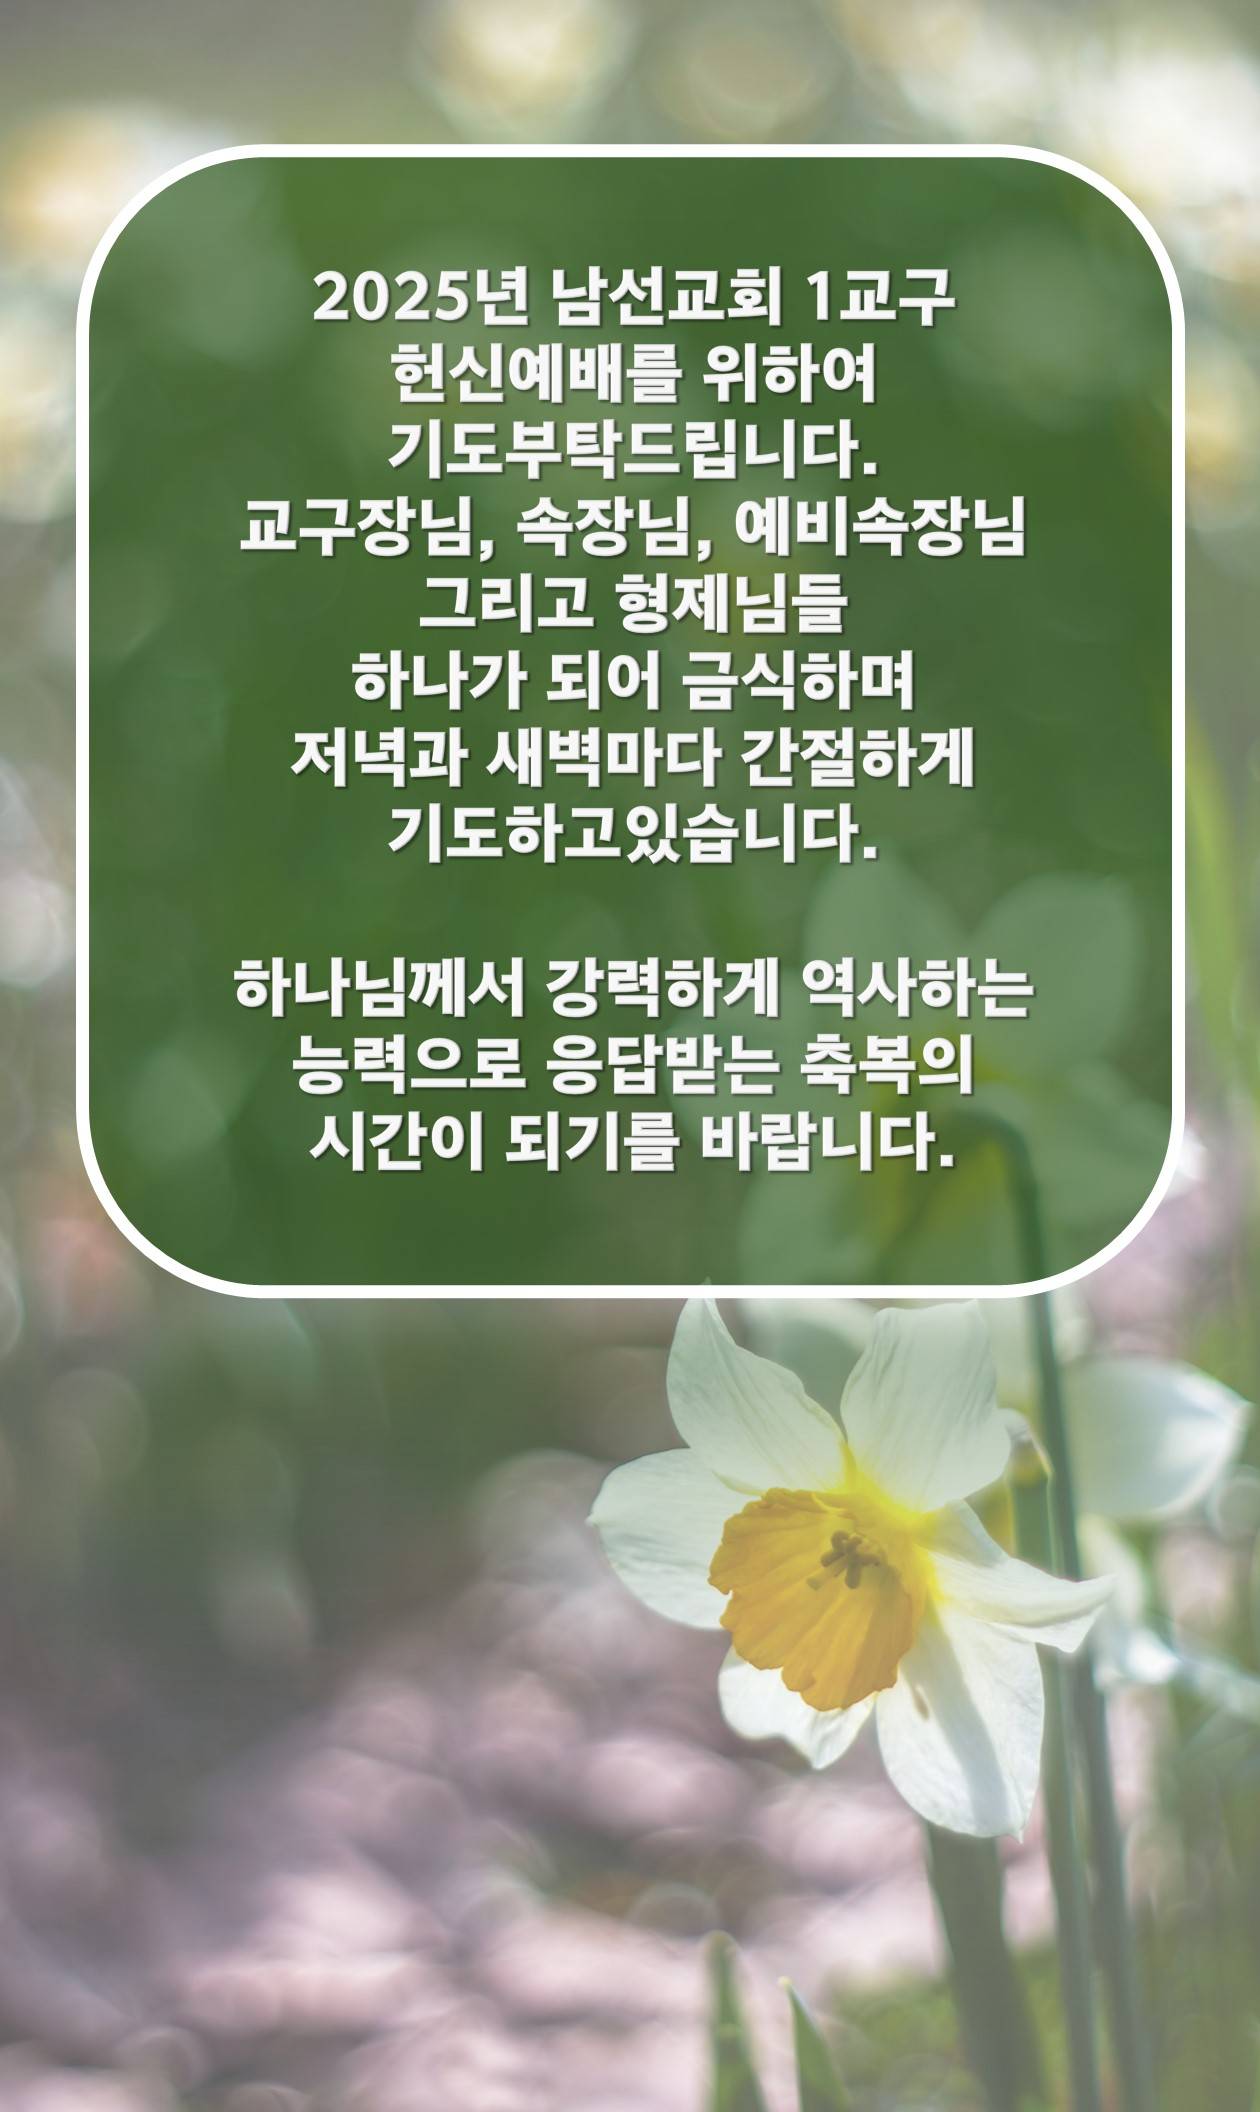 2025년 남선교회 1교구
헌신예배를 위하여
기도부탁드립니다.
교구장님, 속장님, 예비속장님
그리고 형제님들
하나가 되어 금식하며
저녁과 새벽마다 간절하게
기도하고있습니다.
하나님께서 강력하게 역사하는
능력으로 응답받는 축복의
시간이 되기를 바랍니다.